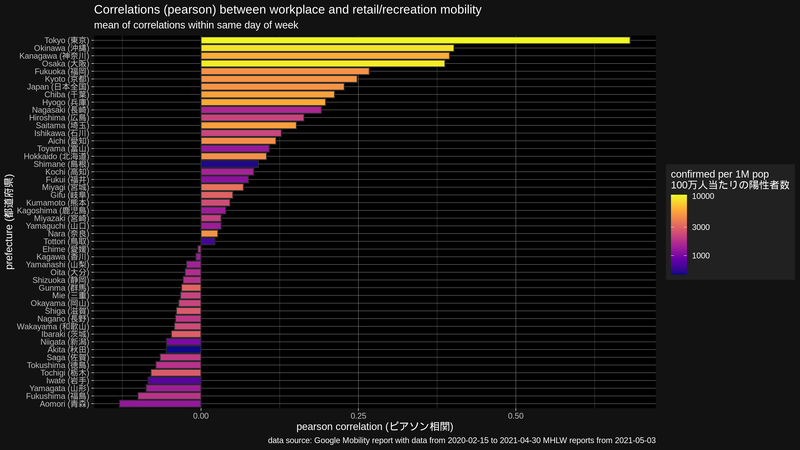 Correlations (pearson) between workplace and retail/recreation mobility
mean of correlations within same day of week
prefecture (都道府県)
Tokyo (東京)
Okinawa (沖縄)
Kanagawa (神奈川)
Osaka (大阪)
Fukuoka (福岡)
Kyoto (京都)
Japan (日本全国)
Chiba (千葉)
Hyogo (兵庫)
Nagasaki (長崎)
Hiroshima (広島)
Saitama (埼玉)
Ishikawa (石川)
Aichi (愛知)
Toyama (富山)
Hokkaido (北海道)
Shimane (島根)
Kochi (高知)
Fukui (福井)
Miyagi (宮城)
Gifu (岐阜)
Kumamoto (熊本)
Kagoshima (鹿児島)
Miyazaki (宮崎)
Yamaguchi (山口)
Nara (奈良)
Tottori (鳥取)
Ehime (愛媛)
Kagawa (香川)
Yamanashi (山梨)
Oita (大分)
Shizuoka (静岡)
Gunma (群馬)
Mie (三重)
Okayama (岡山)
Shiga (滋賀)
Nagano (長野)
Wakayama (和歌山)
Ibaraki (茨城)
Niigata (新潟)
Akita (秋田)
Saga (佐賀)
Tokushima (徳島)
Tochigi (栃木)
Iwate (岩手)
Yamagata (山形)
Fukushima (福島)
Aomori (青森)
0.00
0.25
0.50
pearson correlation (ピアソン相関)
data source: Google Mobility report with data from 2020-02-15 to 2021-04-30 MHLW reports from 2021-05-03
confirmed per 1M pop
100万人当たりの陽性者数
10000
3000
1000